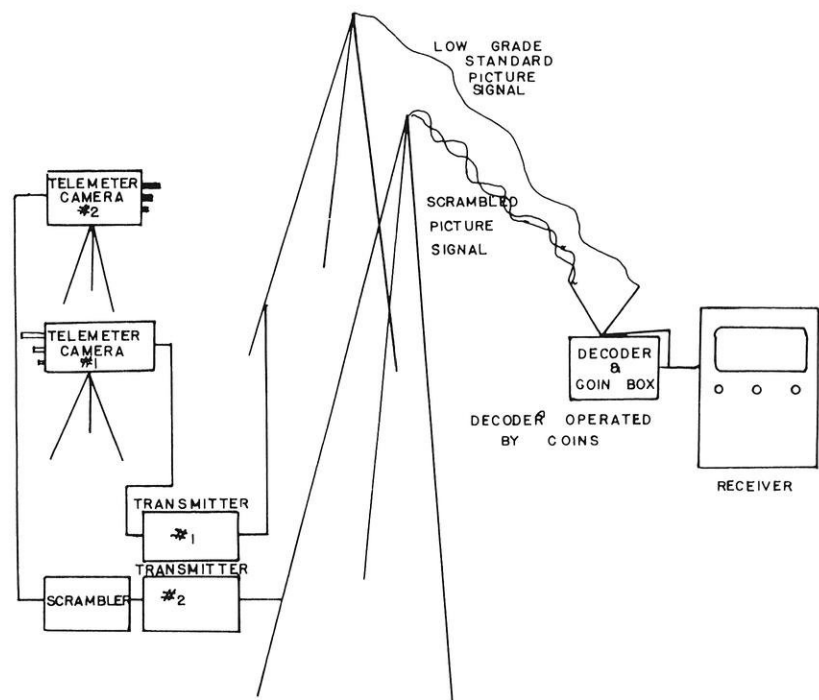 LOW GRADE
STANDARD
PICTURE
SIGNAL
TELEMETER
CAMERA
#2
SCRAMBLED
PICTURE
SIGNAL
TELEMETER
CAMERA
#1
DECODER
&
GOIN BOX
DECODER OPERATED
BY COINS
RECEIVER
TRANSMITTER
#1
TRANSMITTER
#2
SCRAMBLER